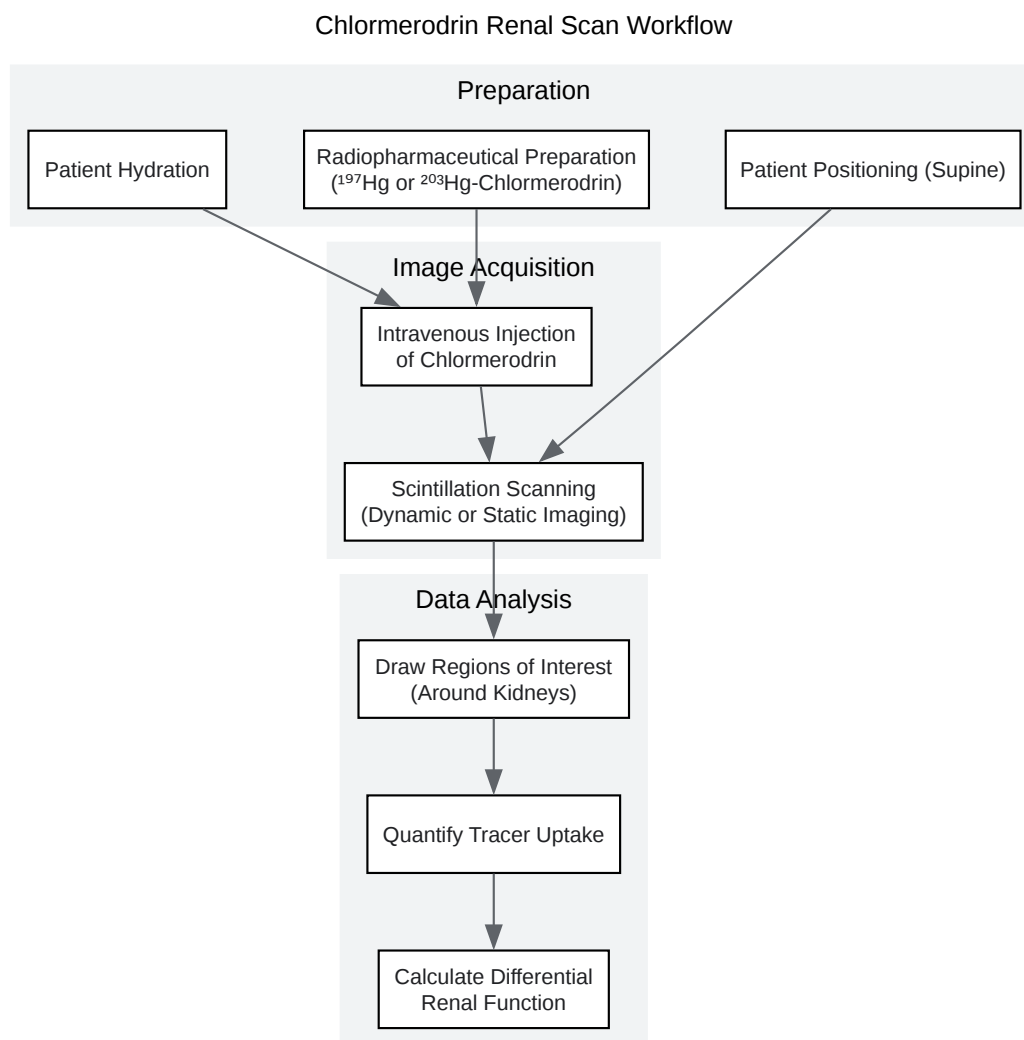 Chlormerodrin Renal Scan Workflow
Preparation
Patient Hydration
Radiopharmaceutical Preparation
(¹⁹⁷Hg or ²⁰³Hg-Chlormerodrin)
Patient Positioning (Supine)
Image Acquisition
Intravenous Injection
of Chlormerodrin
Scintillation Scanning
(Dynamic or Static Imaging)
Data Analysis
Draw Regions of Interest
(Around Kidneys)
Quantify Tracer Uptake
Calculate Differential
Renal Function